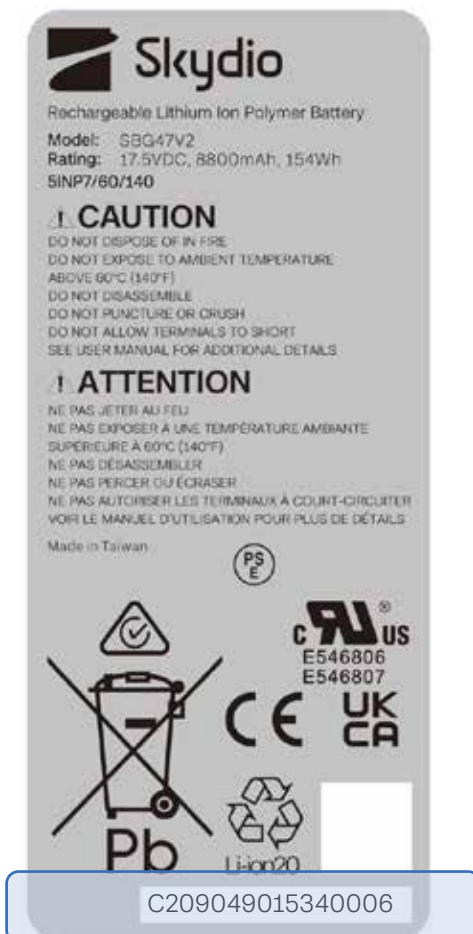 Skydio
Rechargeable Lithium Ion Polymer Battery
Model: SBG47V2
Rating: 17.5VDC, 8800mAh, 154Wh
5INP7/60/140
CAUTION
DO NOT DISPOSE OF IN FIRE
DO NOT EXPOSE TO AMBIENT TEMPERATURE
ABOVE 60°C (140°F)
DO NOT DISASSEMBLE
DO NOT PUNCTURE OR CRUSH
DO NOT ALLOW TERMINALS TO SHORT
SEE USER MANUAL FOR ADDITIONAL DETAILS
ATTENTION
NE PAS JETER AU FEU
NE PAS EXPOSER A UNE TEMPÉRATURE AMBIANTE
SUPÉRIEURE À 60°C (140°F)
NE PAS DÉSASSEMBLER
NE PAS PERCER OU ÉCRASER
NE PAS AUTORISER LES TERMINAUX À COURT-CIRCUITER
VOIR LE MANUEL D'UTILISATION POUR PLUS DE DÉTAILS
Made in Taiwan
PS
E
C RU ® US
E546806
E546807
CE
UK
CA
Pb
Li-ion20
C209049015340006